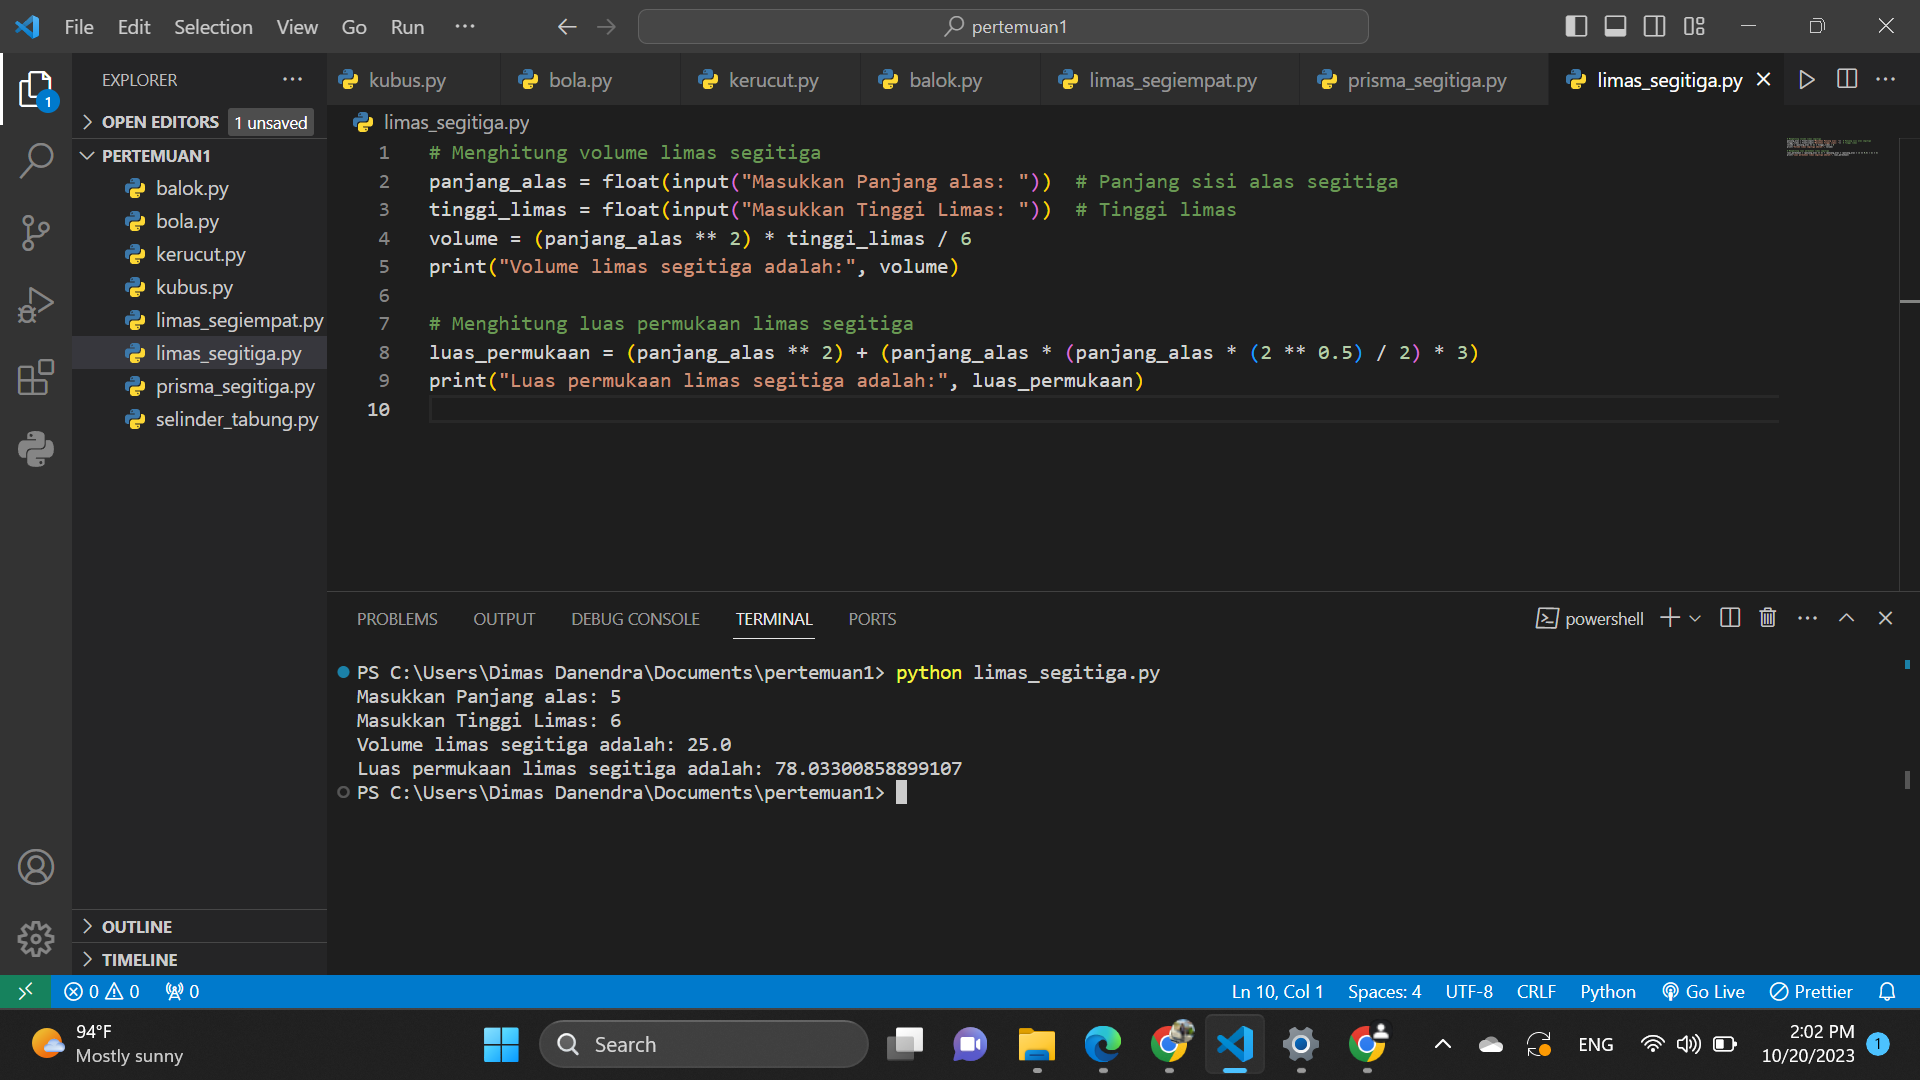 File Edit Selection View Go Run ··· pertemuan1
EXPLORER ···
kubus.py bola.py kerucut.py balok.py limas_segiempat.py prisma_segitiga.py limas_segitiga.py ···
OPEN EDITORS 1 unsaved
PERTEMUAN1
balok.py
bola.py
kerucut.py
kubus.py
limas_segiempat.py
limas_segitiga.py
prisma_segitiga.py
selinder_tabung.py
OUTLINE
TIMELINE
1
limas_segitiga.py
1 # Menghitung volume limas segitiga
2 panjang_alas = float(input("Masukkan Panjang alas: ")) # Panjang sisi alas segitiga
3 tinggi_limas = float(input("Masukkan Tinggi Limas: ")) # Tinggi limas
4 volume = (panjang_alas ** 2) * tinggi_limas / 6
5 print("Volume limas segitiga adalah:", volume)
6
7 # Menghitung luas permukaan limas segitiga
8 luas_permukaan = (panjang_alas ** 2) + (panjang_alas * (panjang_alas * (2 ** 0.5) / 2) * 3)
9 print("Luas permukaan limas segitiga adalah:", luas_permukaan)
10
PROBLEMS OUTPUT DEBUG CONSOLE TERMINAL PORTS powershell ···
PS C:\Users\Dimas Danendra\Documents\pertemuan1> python limas_segitiga.py
Masukkan Panjang alas: 5
Masukkan Tinggi Limas: 6
Volume limas segitiga adalah: 25.0
Luas permukaan limas segitiga adalah: 78.03300858899107
PS C:\Users\Dimas Danendra\Documents\pertemuan1>
0 0 0 Ln 10, Col 1 Spaces: 4 UTF-8 CRLF Python Go Live Prettier
94°F
Mostly sunny
Search
ENG
2:02 PM
10/20/2023
1